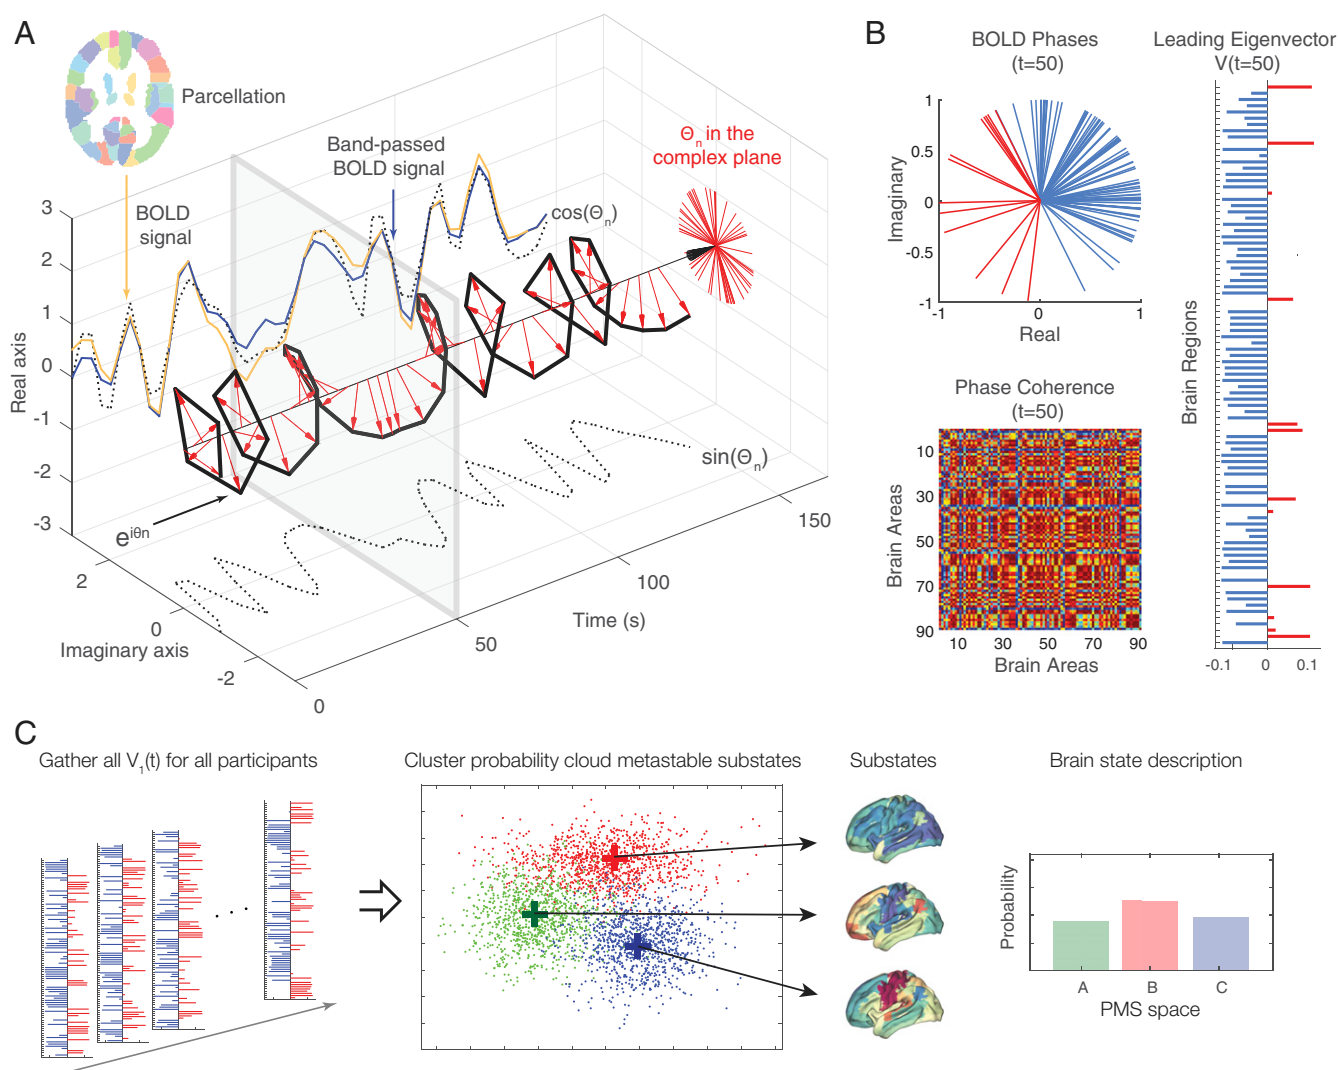 A
Parcellation
BOLD
signal
Band-passed
BOLD signal
Θn in the
complex plane
cos(Θn)
sin(Θn)
e^iθn
Real axis
3
2
1
0
-1
-2
-3
Imaginary axis
2
0
-2
Time (s)
0
50
100
150
B
BOLD Phases
(t=50)
Imaginary
1
0.5
0
-0.5
-1
-1
0
1
Real
Phase Coherence
(t=50)
Brain Areas
10
30
50
70
90
10
30
50
70
90
Brain Areas
Leading Eigenvector
V(t=50)
Brain Regions
-0.1
0
0.1
C
Gather all V1(t) for all participants
Cluster probability cloud metastable substates
Substates
Brain state description
Probability
A
B
C
PMS space